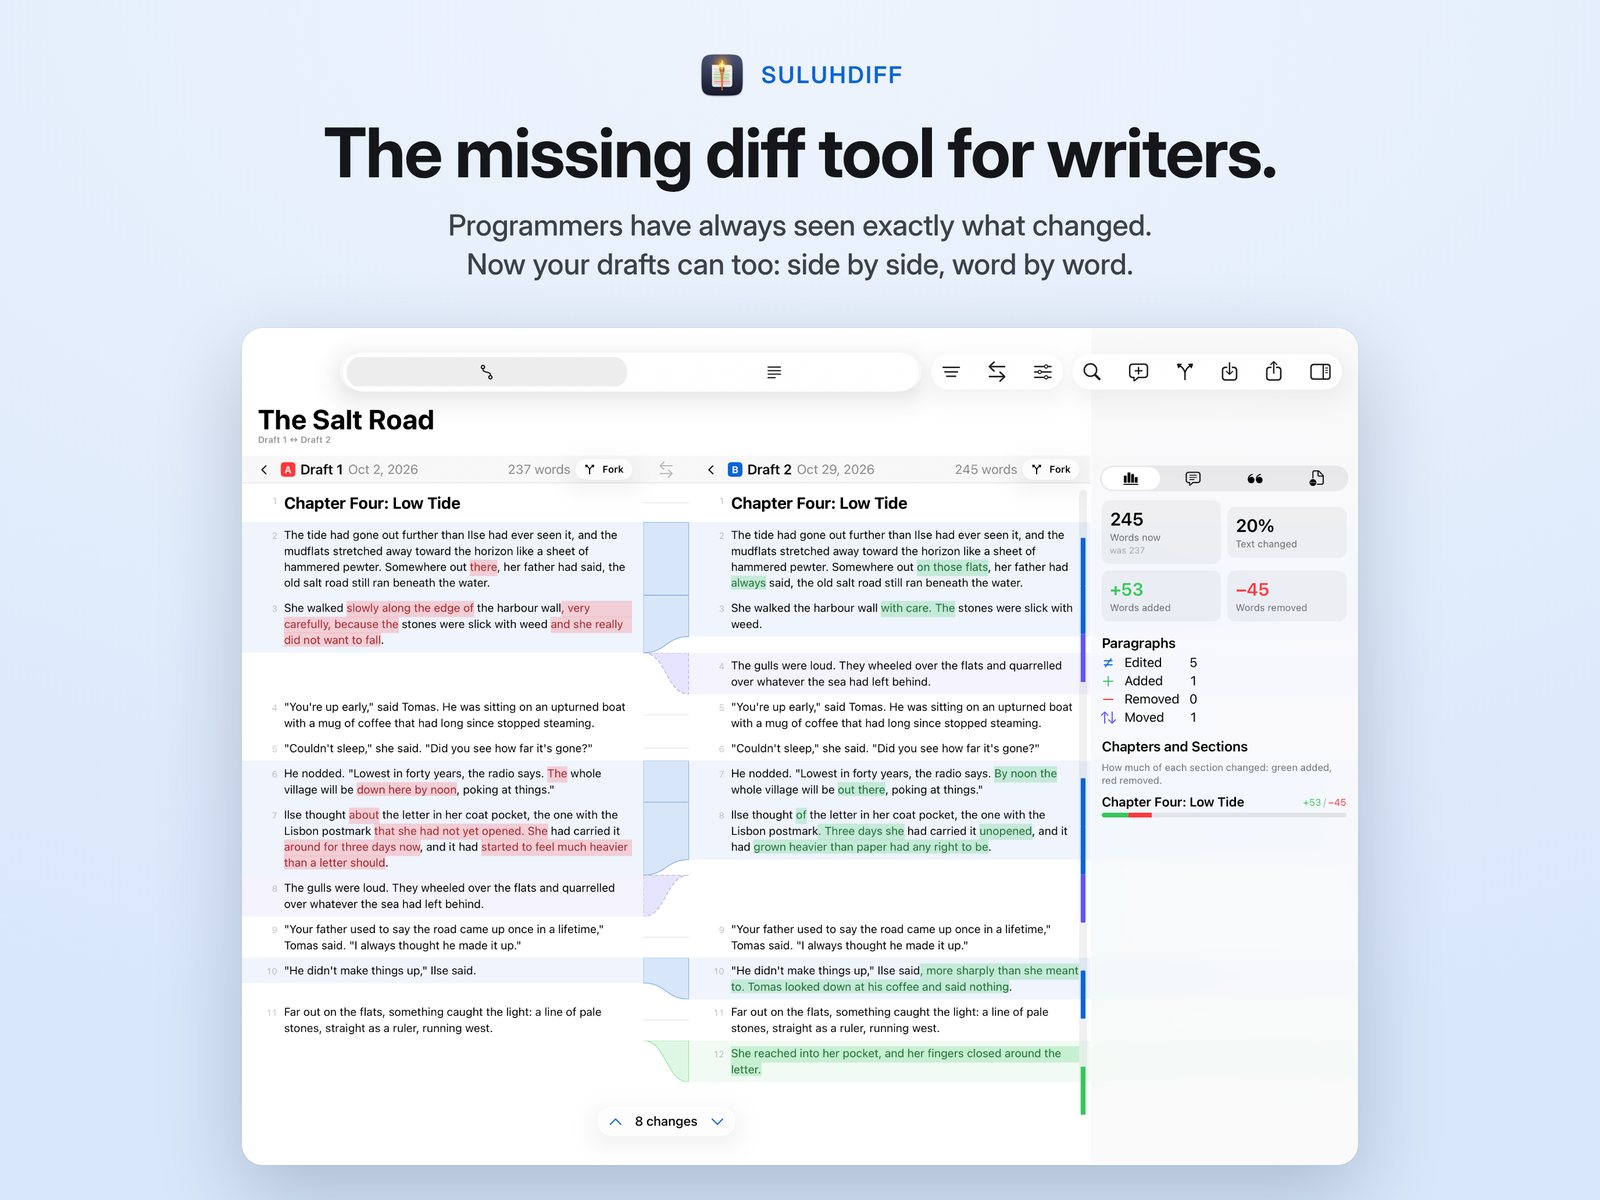 SULUHDIFF
The missing diff tool for writers.
Programmers have always seen exactly what changed.
Now your drafts can too: side by side, word by word.
The Salt Road
Draft 1 ↔ Draft 2
A Draft 1 Oct 2, 2026 237 words Fork
1 Chapter Four: Low Tide
2 The tide had gone out further than Ilse had ever seen it, and the
mudflats stretched away toward the horizon like a sheet of
hammered pewter. Somewhere out there, her father had said, the
old salt road still ran beneath the water.
3 She walked slowly along the edge of the harbour wall, very
carefully, because the stones were slick with weed and she really
did not want to fall.
4 "You're up early," said Tomas. He was sitting on an upturned boat
with a mug of coffee that had long since stopped steaming.
5 "Couldn't sleep," she said. "Did you see how far it's gone?"
6 He nodded. "Lowest in forty years, the radio says. The whole
village will be down here by noon, poking at things."
7 Ilse thought about the letter in her coat pocket, the one with the
Lisbon postmark that she had not yet opened. She had carried it
around for three days now, and it had started to feel much heavier
than a letter should.
8 The gulls were loud. They wheeled over the flats and quarrelled
over whatever the sea had left behind.
9 "Your father used to say the road came up once in a lifetime,"
Tomas said. "I always thought he made it up."
10 "He didn't make things up," Ilse said.
11 Far out on the flats, something caught the light: a line of pale
stones, straight as a ruler, running west.
B Draft 2 Oct 29, 2026 245 words Fork
1 Chapter Four: Low Tide
2 The tide had gone out further than Ilse had ever seen it, and the
mudflats stretched away toward the horizon like a sheet of
hammered pewter. Somewhere out on those flats, her father had
always said, the old salt road still ran beneath the water.
3 She walked the harbour wall with care. The stones were slick with
weed.
4 The gulls were loud. They wheeled over the flats and quarrelled
over whatever the sea had left behind.
5 "You're up early," said Tomas. He was sitting on an upturned boat
with a mug of coffee that had long since stopped steaming.
6 "Couldn't sleep," she said. "Did you see how far it's gone?"
7 He nodded. "Lowest in forty years, the radio says. By noon the
whole village will be out there, poking at things."
8 Ilse thought of the letter in her coat pocket, the one with the
Lisbon postmark. Three days she had carried it unopened, and it
had grown heavier than paper had any right to be.
9 "Your father used to say the road came up once in a lifetime,"
Tomas said. "I always thought he made it up."
10 "He didn't make things up," Ilse said, more sharply than she meant
to. Tomas looked down at his coffee and said nothing.
11 Far out on the flats, something caught the light: a line of pale
stones, straight as a ruler, running west.
12 She reached into her pocket, and her fingers closed around the
letter.
8 changes
245
Words now
was 237
20%
Text changed
+53
Words added
−45
Words removed
Paragraphs
≠ Edited 5
+ Added 1
− Removed 0
↑↓ Moved 1
Chapters and Sections
How much of each section changed: green added,
red removed.
Chapter Four: Low Tide +53 / −45